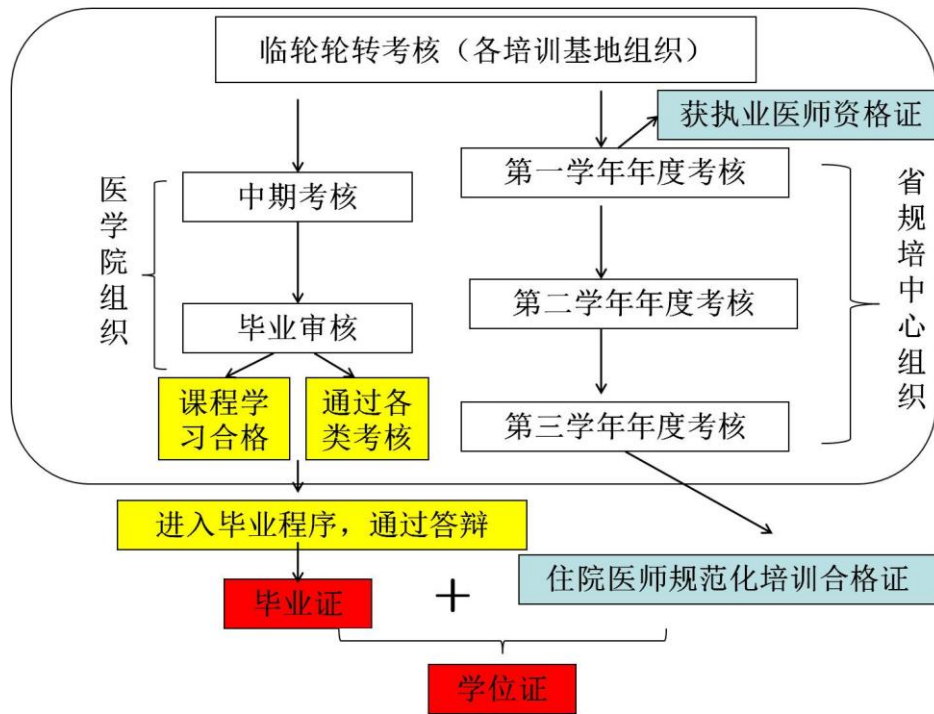 临轮轮转考核（各培训基地组织）
获执业医师资格证
第一学年年度考核
中期考核
医学院组织
省规培中心组织
第二学年年度考核
毕业审核
课程学
习合格
通过各
类考核
第三学年年度考核
进入毕业程序，通过答辩
住院医师规范化培训合格证
毕业证
+
学位证